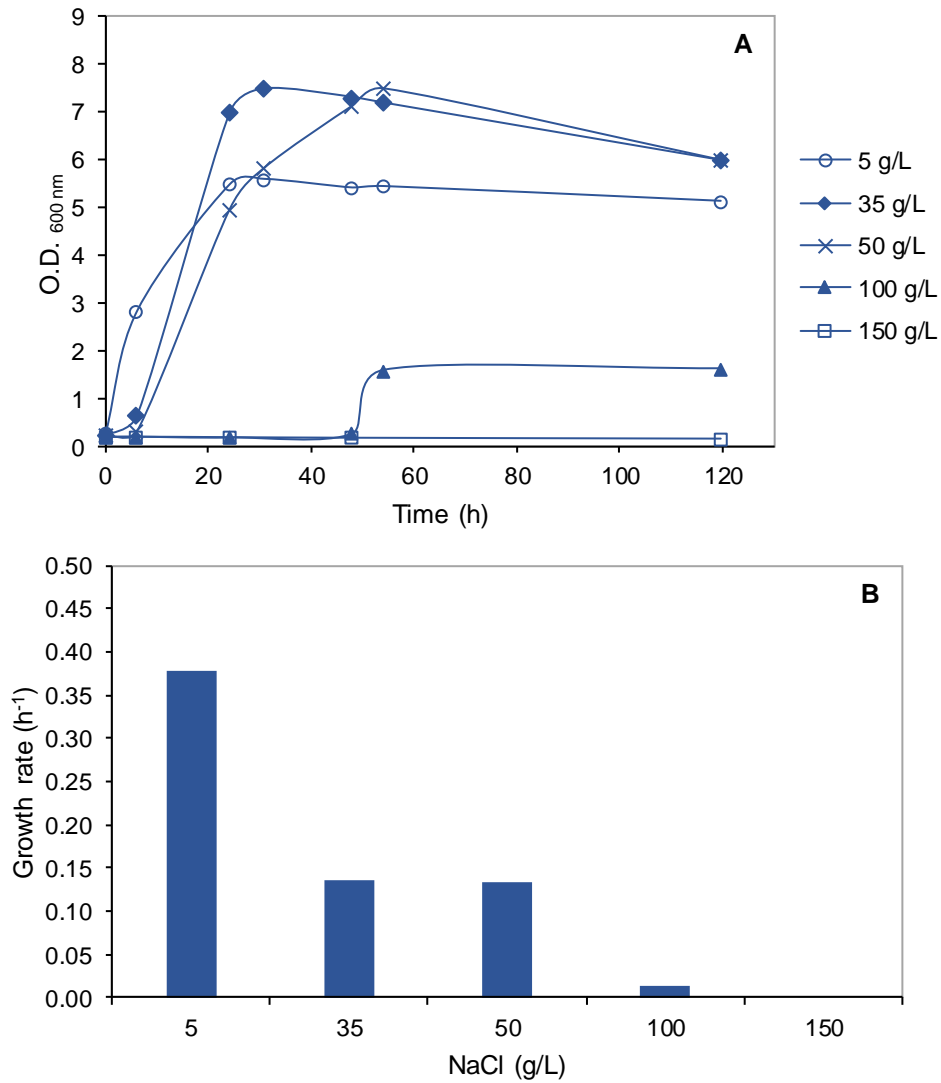 A
9
8
7
6
5
4
3
2
1
0
O.D. 600 nm
0 20 40 60 80 100 120
Time (h)
5 g/L
35 g/L
50 g/L
100 g/L
150 g/L
B
0.50
0.45
0.40
0.35
0.30
0.25
0.20
0.15
0.10
0.05
0.00
Growth rate (h-1)
5 35 50 100 150
NaCl (g/L)